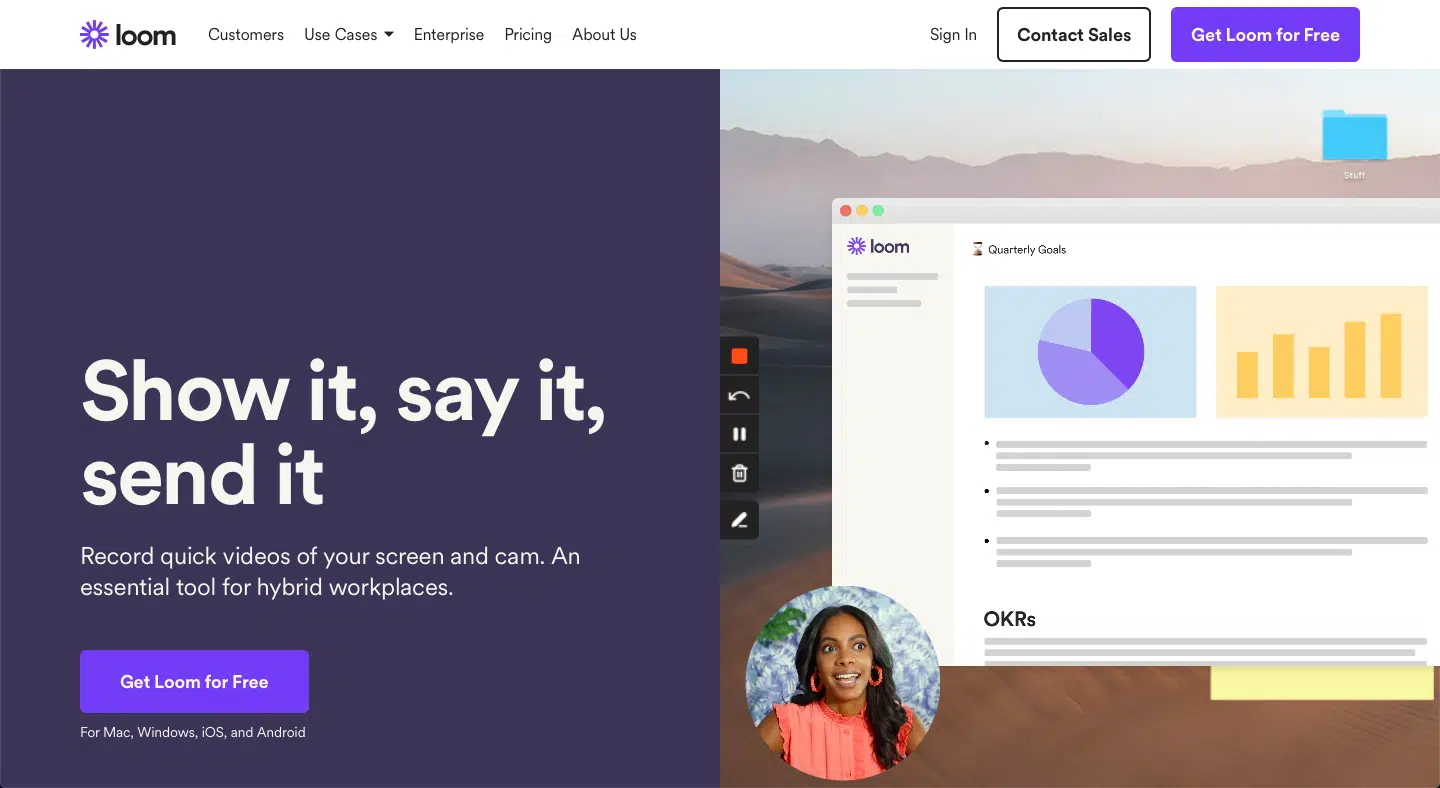 loom
Customers
Use Cases
Enterprise
Pricing
About Us
Sign In
Contact Sales
Get Loom for Free
Show it, say it,
send it
Record quick videos of your screen and cam. An
essential tool for hybrid workplaces.
Get Loom for Free
For Mac, Windows, iOS, and Android
Stuff
loom
Quarterly Goals
OKRs